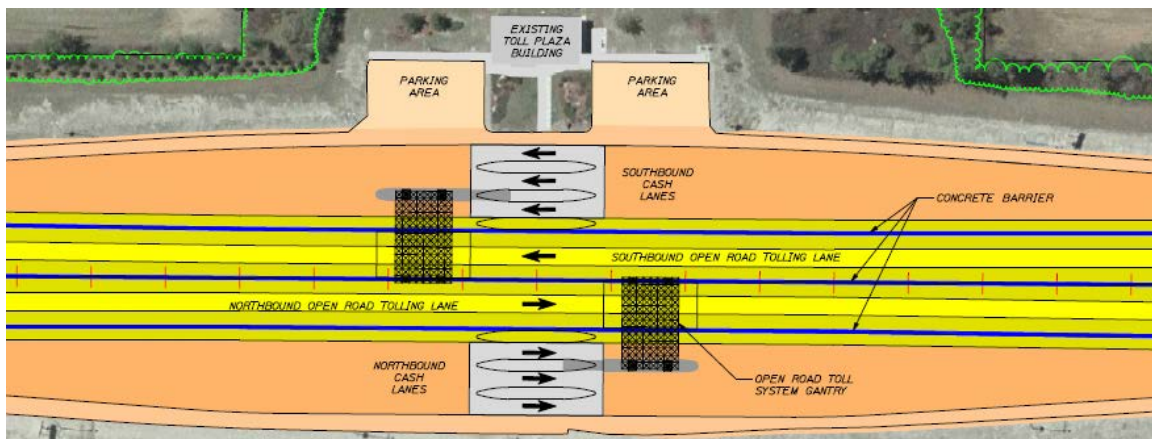 EXISTING
TOLL PLAZA
BUILDING
PARKING
AREA
PARKING
AREA
SOUTHBOUND
CASH
LANES
CONCRETE BARRIER
SOUTHBOUND OPEN ROAD TOLLING LANE
NORTHBOUND OPEN ROAD TOLLING LANE
NORTHBOUND
CASH
LANES
OPEN ROAD TOLL
SYSTEM GANTRY